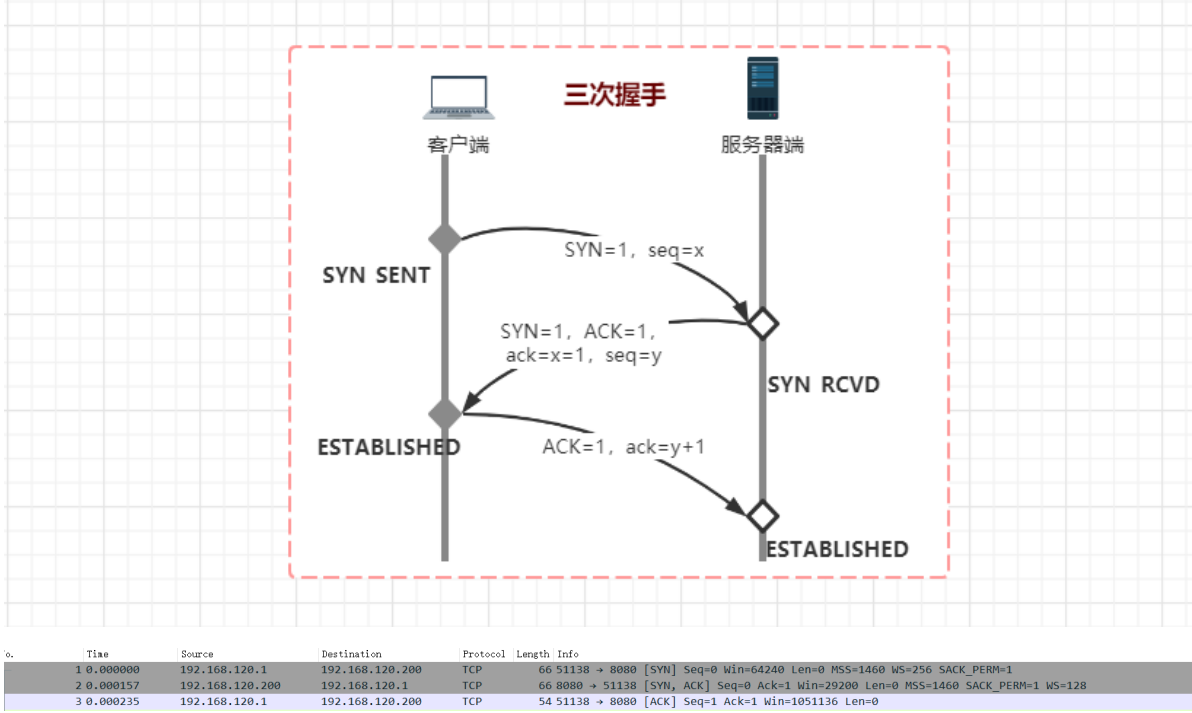 三次握手
客户端
服务器端
SYN=1, seq=x
SYN SENT
SYN=1, ACK=1,
ack=x=1, seq=y
SYN RCVD
ESTABLISHED
ACK=1, ack=y+1
ESTABLISHED
o. Time Source Destination Protocol Length Info
1 0.000000 192.168.120.1 192.168.120.200 TCP 66 51138 → 8080 [SYN] Seq=0 Win=64240 Len=0 MSS=1460 WS=256 SACK_PERM=1
2 0.000157 192.168.120.200 192.168.120.1 TCP 66 8080 → 51138 [SYN, ACK] Seq=0 Ack=1 Win=29200 Len=0 MSS=1460 SACK_PERM=1 WS=128
3 0.000235 192.168.120.1 192.168.120.200 TCP 54 51138 → 8080 [ACK] Seq=1 Ack=1 Win=1051136 Len=0